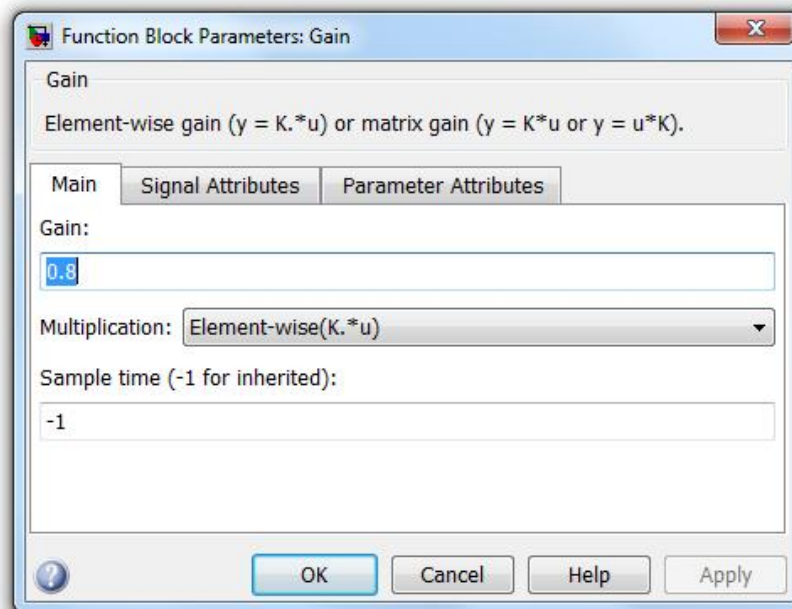 Function Block Parameters: Gain
Gain
Element-wise gain (y = K.*u) or matrix gain (y = K*u or y = u*K).
Main Signal Attributes Parameter Attributes
Gain:
0.8
Multiplication: Element-wise(K.*u)
Sample time (-1 for inherited):
-1
OK Cancel Help Apply